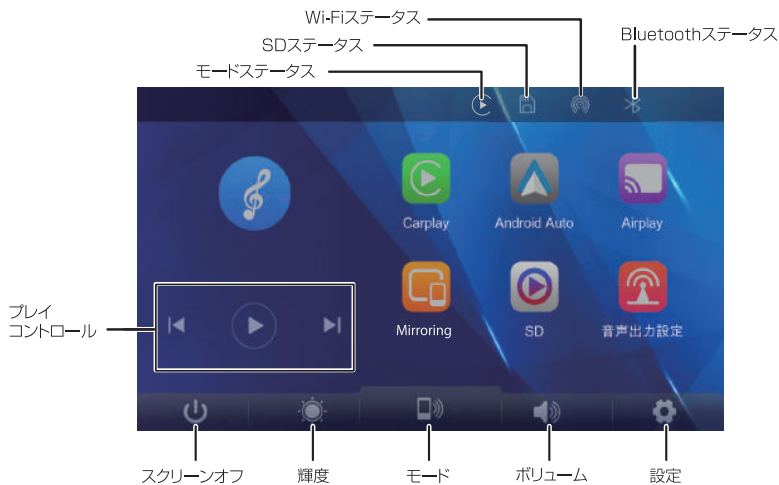 Wi-Fiステータス
SDステータス
モードステータス
Bluetoothステータス
Carplay
Android Auto
Airplay
Mirroring
SD
音声出力設定
プレイ
コントロール
スクリーンオフ
輝度
モード
ボリューム
設定